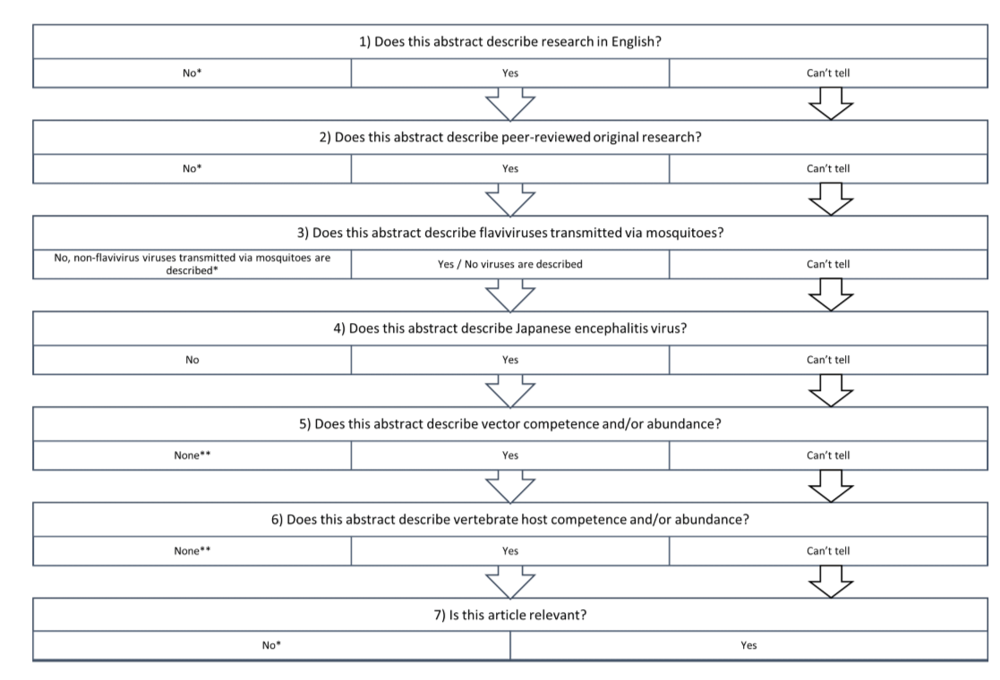 1) Does this abstract describe research in English?
No*
Yes
Can't tell
2) Does this abstract describe peer-reviewed original research?
No*
Yes
Can't tell
3) Does this abstract describe flaviviruses transmitted via mosquitoes?
No, non-flavivirus viruses transmitted via mosquitoes are
described*
Yes / No viruses are described
Can't tell
4) Does this abstract describe Japanese encephalitis virus?
No
Yes
Can't tell
5) Does this abstract describe vector competence and/or abundance?
None**
Yes
Can't tell
6) Does this abstract describe vertebrate host competence and/or abundance?
None**
Yes
Can't tell
7) Is this article relevant?
No*
Yes